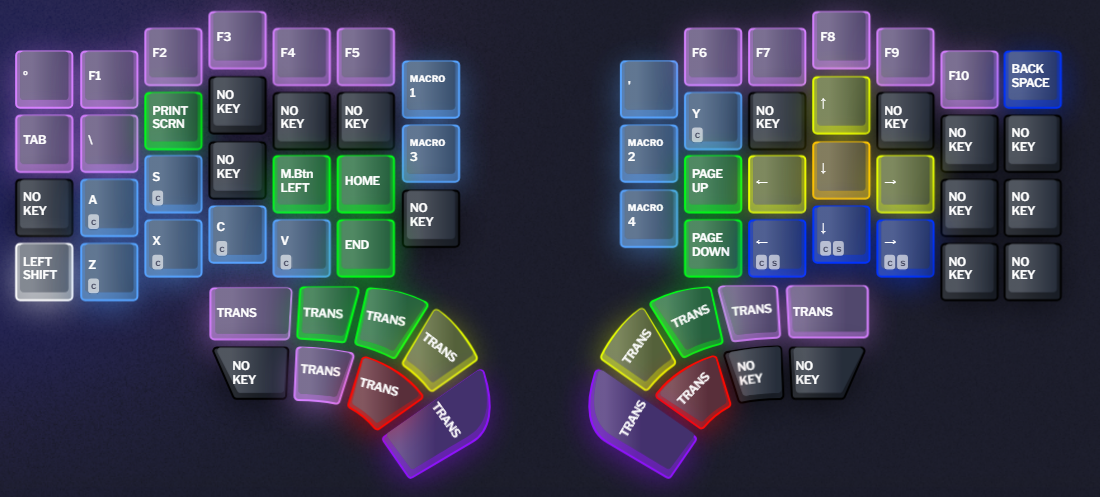 ° F1 F2 F3 F4 F5 MACRO 1
TAB \ PRINT SCRN NO KEY NO KEY NO KEY MACRO 3
NO KEY A c S c NO KEY M.Btn LEFT HOME NO KEY
LEFT SHIFT Z c X c C c V c END
TRANS TRANS TRANS TRANS
NO KEY TRANS TRANS TRANS
' F6 F7 F8 F9 F10 BACK SPACE
MACRO 2 Y c NO KEY ↑ NO KEY NO KEY NO KEY
MACRO 4 PAGE UP ← ↓ → NO KEY NO KEY
PAGE DOWN ← c s ↓ c s → c s NO KEY NO KEY
TRANS TRANS TRANS TRANS
TRANS TRANS NO KEY NO KEY